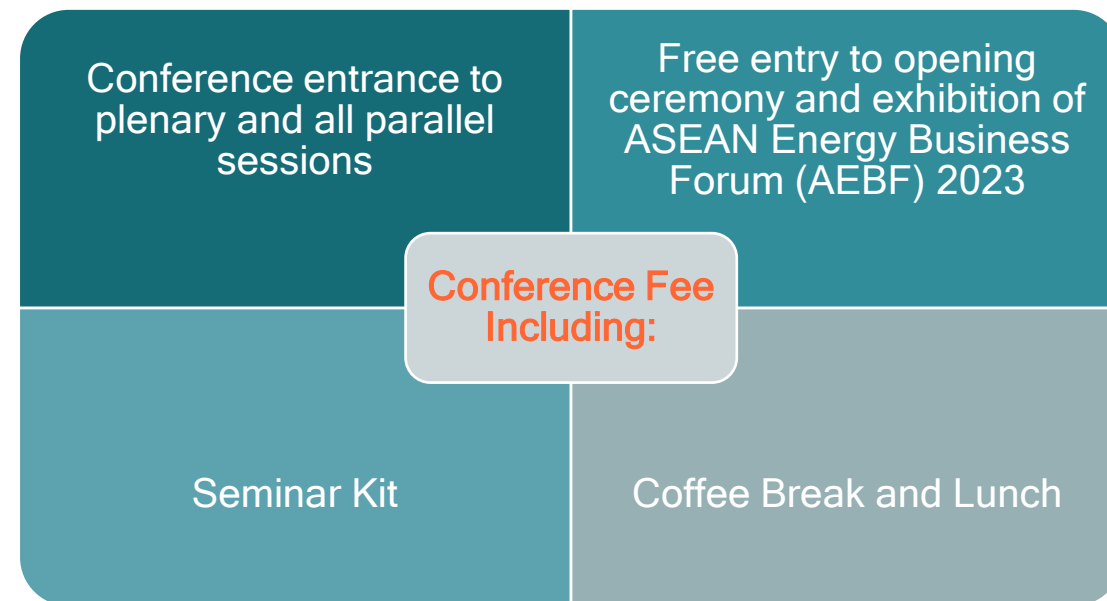 Conference entrance to
plenary and all parallel
sessions
Free entry to opening
ceremony and exhibition of
ASEAN Energy Business
Forum (AEBF) 2023
Conference Fee
Including:
Seminar Kit
Coffee Break and Lunch